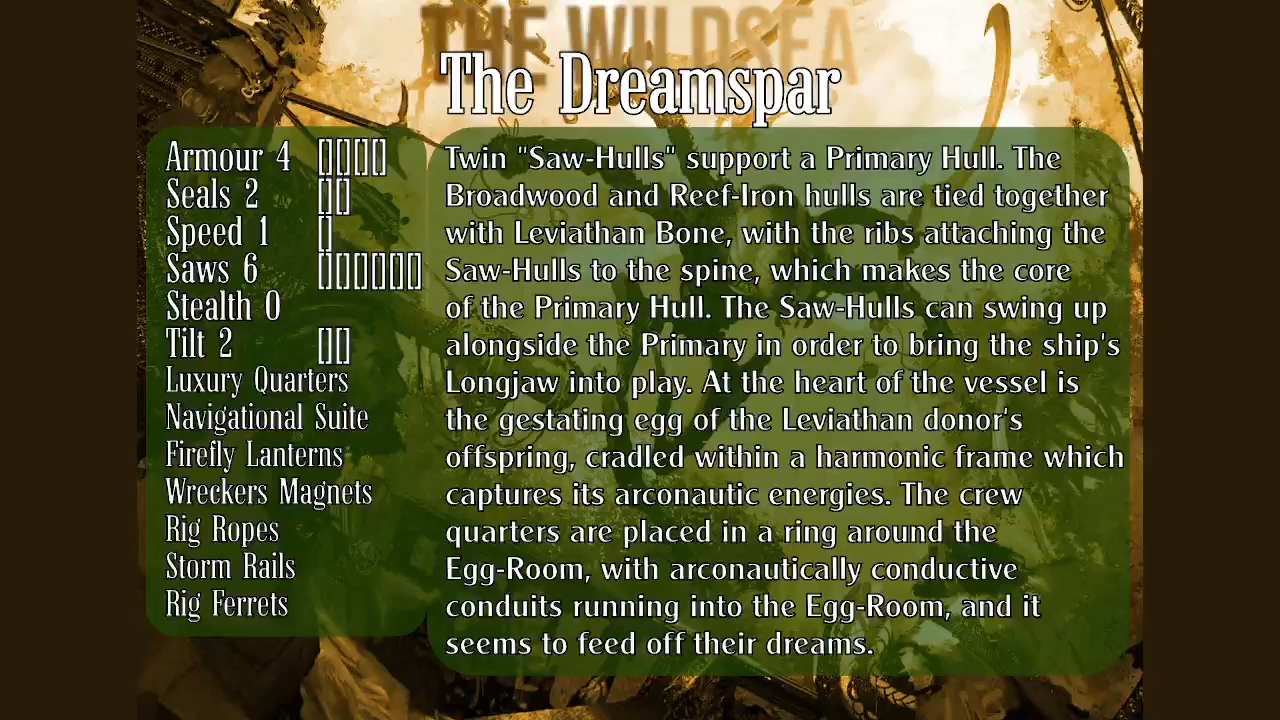 THE WILDSEA
The Dreamspar
Armour 4 [][][][]
Seals 2 [][]
Speed 1 []
Saws 6 [][][][][][]
Stealth 0
Tilt 2 [][]
Luxury Quarters
Navigational Suite
Firefly Lanterns
Wreckers Magnets
Rig Ropes
Storm Rails
Rig Ferrets
Twin "Saw-Hulls" support a Primary Hull. The
Broadwood and Reef-Iron hulls are tied together
with Leviathan Bone, with the ribs attaching the
Saw-Hulls to the spine, which makes the core
of the Primary Hull. The Saw-Hulls can swing up
alongside the Primary in order to bring the ship's
Longjaw into play. At the heart of the vessel is
the gestating egg of the Leviathan donor's
offspring, cradled within a harmonic frame which
captures its arconautic energies. The crew
quarters are placed in a ring around the
Egg-Room, with arconautically conductive
conduits running into the Egg-Room, and it
seems to feed off their dreams.